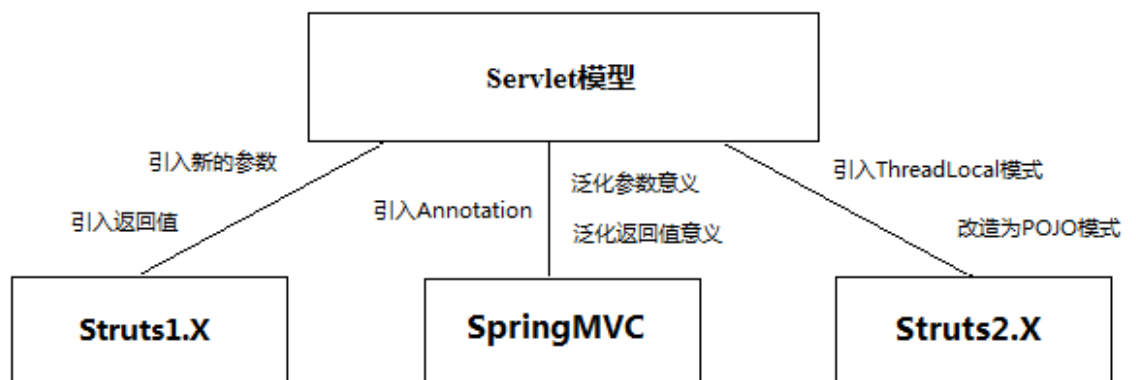 Servlet模型
引入新的参数
引入返回值
引入Annotation
泛化参数意义
泛化返回值意义
引入ThreadLocal模式
改造为POJO模式
Struts1.X
SpringMVC
Struts2.X